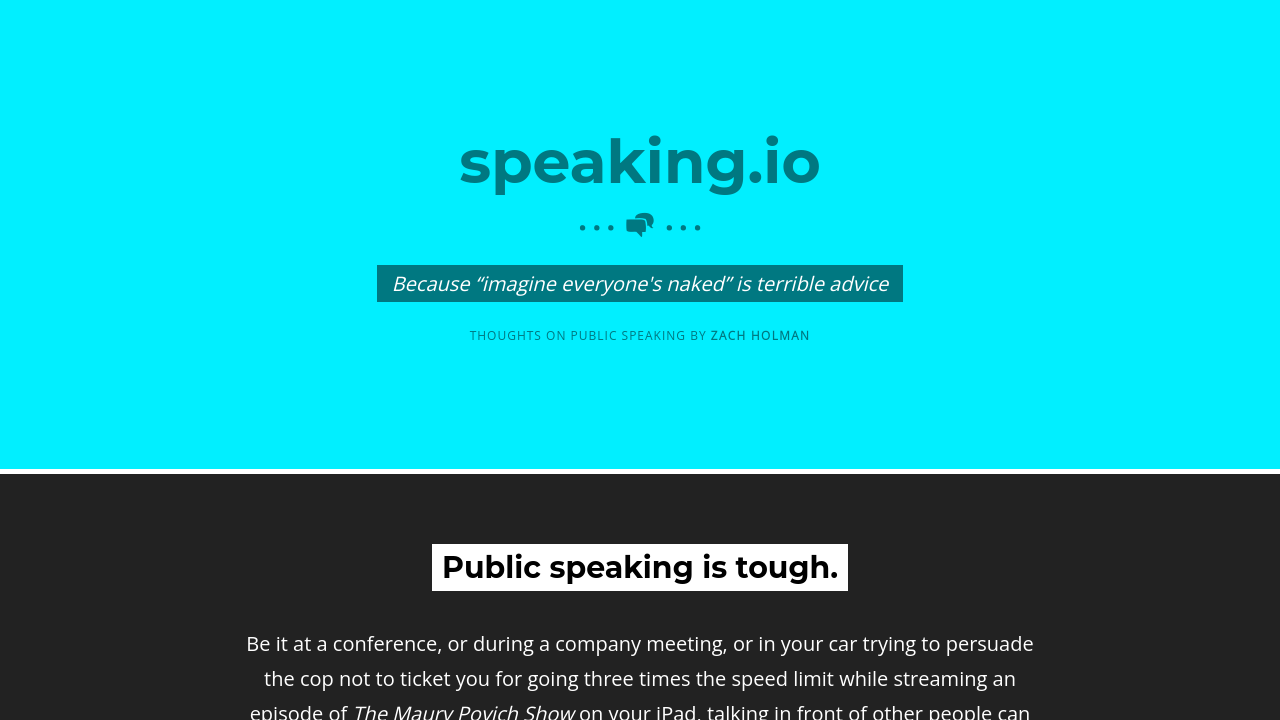 speaking.io
Because “imagine everyone's naked” is terrible advice
THOUGHTS ON PUBLIC SPEAKING BY ZACH HOLMAN
Public speaking is tough.
Be it at a conference, or during a company meeting, or in your car trying to persuade
the cop not to ticket you for going three times the speed limit while streaming an
episode of The Maury Povich Show on your iPad, talking in front of other people can